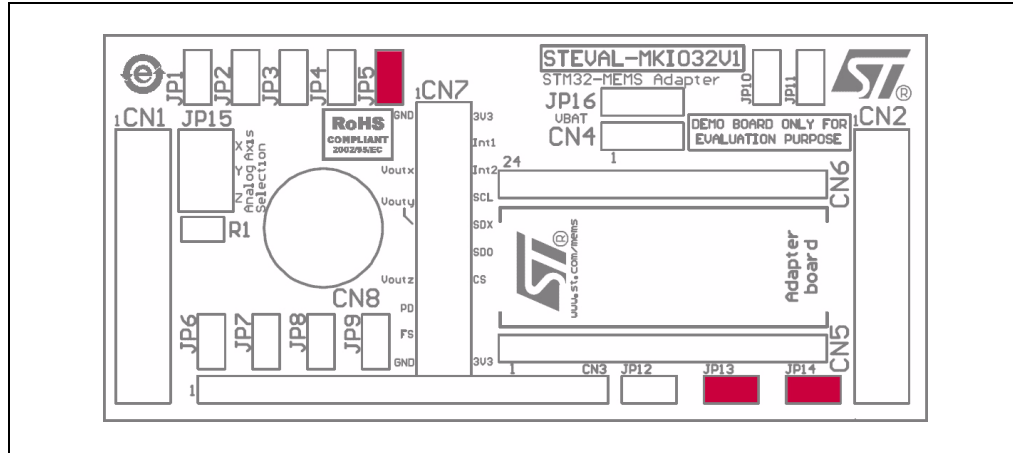 JP1
JP2
JP3
JP4
JP5
STEVAL-MKI032V1
STM32-MEMS Adapter
JP10
JP11
ST®
1CN1
JP15
X
Y
Z
Analog Axis
Selection
R1
RoHS
COMPLIANT
2002/95/EC
GND
1CN7
3V3
Int1
Int2
SCL
SDX
SDO
CS
3V3
Voutx
Vouty
Voutz
PD
FS
GND
JP16
VBAT
CN4
1
DEMO BOARD ONLY FOR
EVALUATION PURPOSE
1CN2
24
CN6
ST®
www.st.com/mems
Adapter
board
CN8
JP6
JP7
JP8
JP9
CN5
1
1
CN3
JP12
JP13
JP14